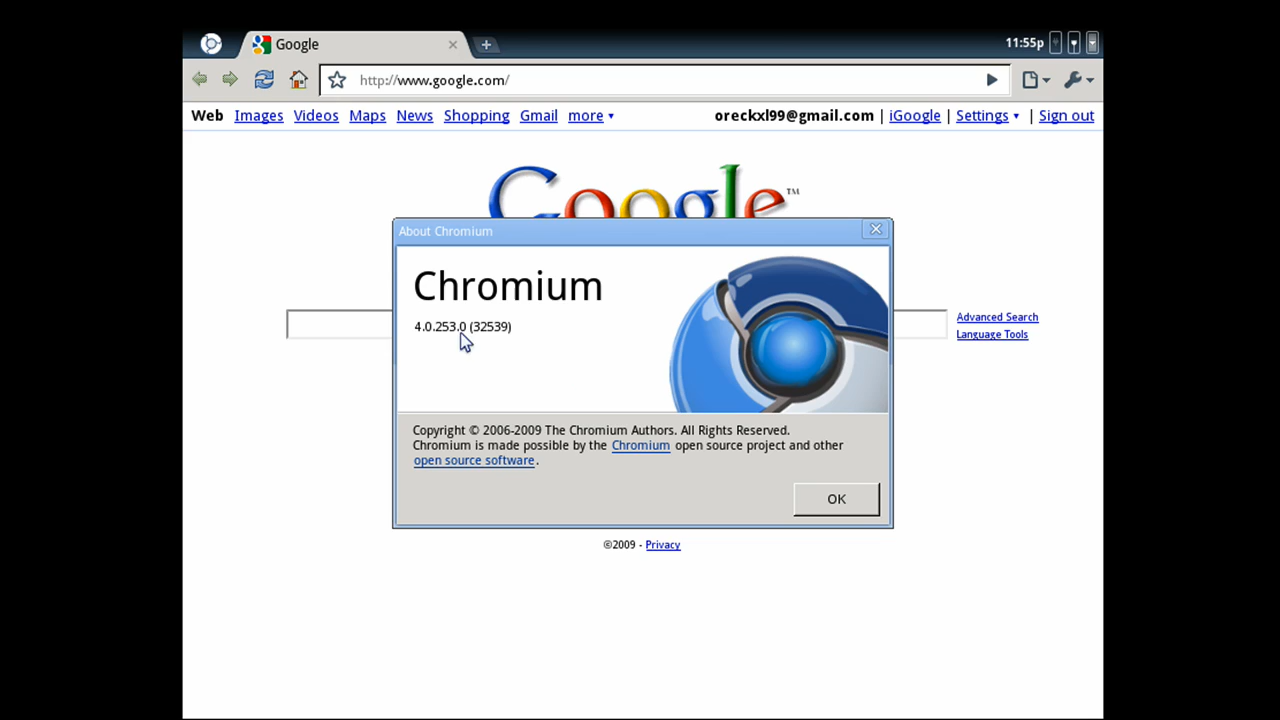 Google
11:55p
http://www.google.com/
Web Images Videos Maps News Shopping Gmail more ▾ oreckxl99@gmail.com | iGoogle | Settings ▾ | Sign out
Google™
About Chromium
Chromium
4.0.253.0 (32539)
Advanced Search
Language Tools
Copyright © 2006-2009 The Chromium Authors. All Rights Reserved.
Chromium is made possible by the Chromium open source project and other
open source software.
OK
©2009 - Privacy